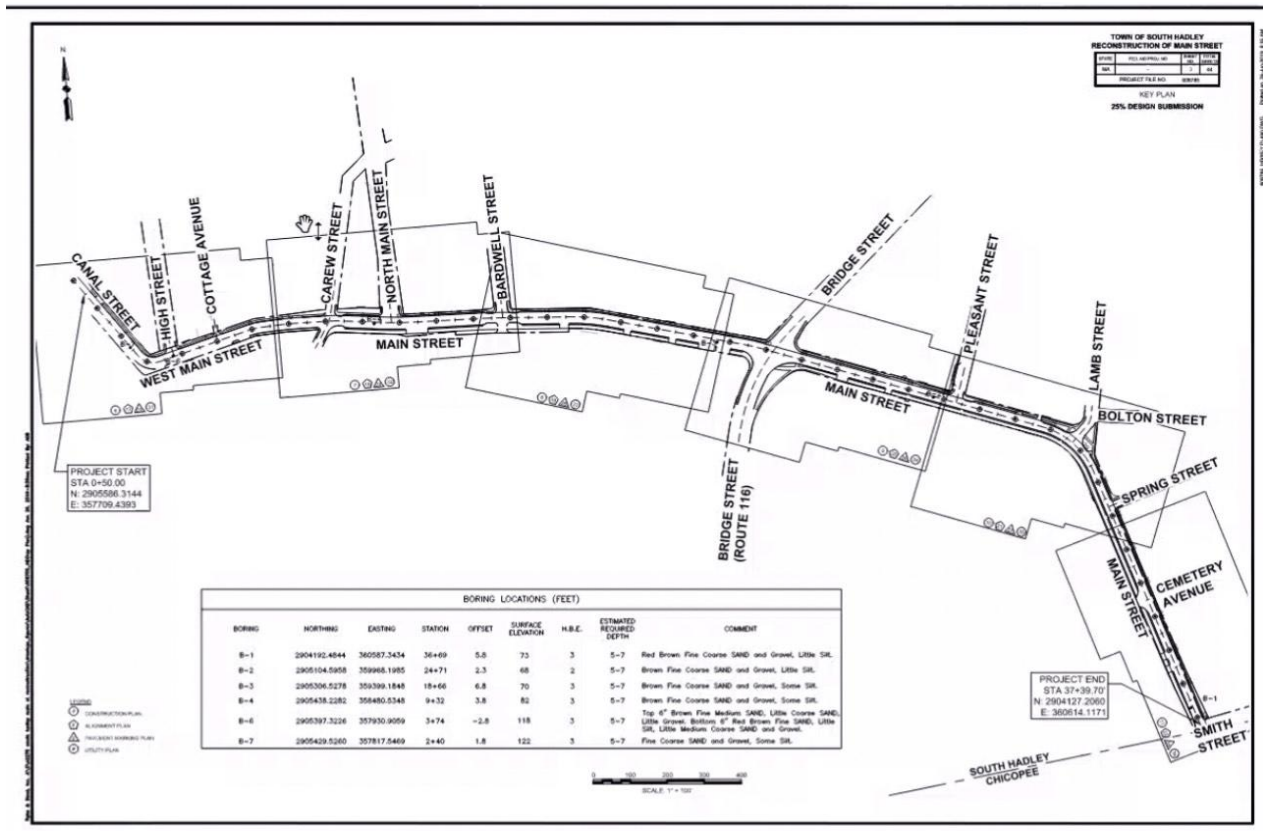 TOWN OF SOUTH HADLEY
RECONSTRUCTION OF MAIN STREET
STATE
MA
PROJECT FILE NO.
KEY PLAN
25% DESIGN SUBMISSION
N
CANAL STREET
HIGH STREET
COTTAGE AVENUE
WEST MAIN STREET
CAREW STREET
NORTH MAIN STREET
MAIN STREET
BARDWELL STREET
BRIDGE STREET
BRIDGE STREET
(ROUTE 116)
MAIN STREET
PLEASANT STREET
LAMB STREET
BOLTON STREET
SPRING STREET
MAIN STREET
CEMETERY
AVENUE
B-1
SMITH
STREET
SOUTH HADLEY
CHICOPEE
PROJECT START
STA 0+50.00
N: 2905586.3144
E: 357709.4393
PROJECT END
STA 37+39.70'
N: 2904127.2060
E: 360614.1171
BORING LOCATIONS (FEET)
BORING NORTHING EASTING STATION OFFSET SURFACE ELEVATION H.B.E. ESTIMATED REQUIRED DEPTH COMMENT
B-1 2904192.4844 360587.3434 36+69 5.8 73 3 5-7 Red Brown Fine Coarse SAND and Gravel, Little Silt.
B-2 2905104.5958 359968.1985 24+71 2.3 68 2 5-7 Brown Fine Coarse SAND and Gravel, Little Silt.
B-3 2905306.5278 359399.1848 18+66 6.8 70 3 5-7 Brown Fine Coarse SAND and Gravel, Some Silt.
B-4 2905438.2282 358480.5348 9+32 3.8 82 3 5-7 Brown Fine Coarse SAND and Gravel, Some Silt.
B-6 2905397.3226 357930.9059 3+74 -2.8 118 3 5-7 Top 6" Brown Fine Medium SAND, Little Coarse SAND,
Little Gravel. Bottom 6" Red Brown Fine SAND, Little
Silt, Little Medium Coarse SAND and Gravel.
B-7 2905429.5260 357817.5469 2+40 1.8 122 3 5-7 Fine Coarse SAND and Gravel, Some Silt.
LEGEND
CONSTRUCTION PLAN
ALIGNMENT PLAN
PAVEMENT MARKING PLAN
UTILITY PLAN
0 100 200 300 400
SCALE: 1" = 100'